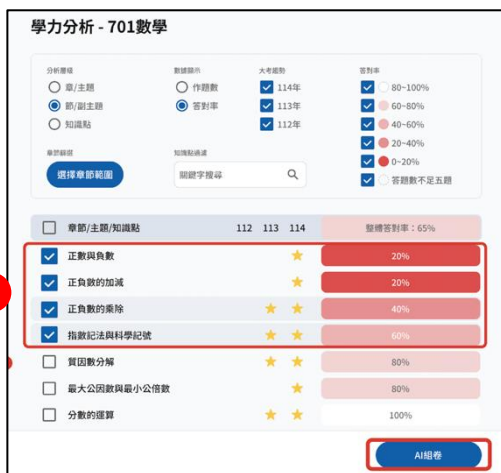 學力分析 - 701數學
分析層級
章/主題
節/副主題
知識點
數據顯示
作題數
答對率
大考趨勢
114年
113年
112年
答對率
80~100%
60~80%
40~60%
20~40%
0~20%
答題數不足五題
章節篩選
選擇章節範圍
知識點過濾
關鍵字搜尋
章節/主題/知識點 112 113 114 整體答對率：65%
正數與負數 20%
正負數的加減 20%
正負數的乘除 40%
指數記法與科學記號 60%
質因數分解 80%
最大公因數與最小公倍數 80%
分數的運算 100%
AI組卷